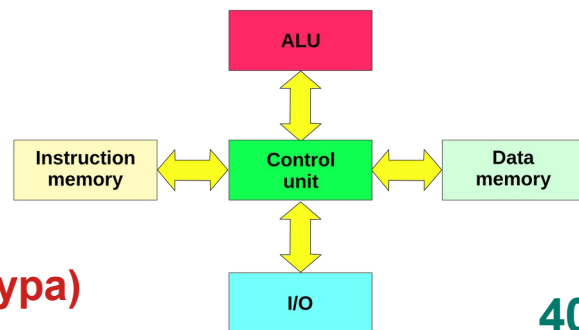 ALU
Instruction
memory
Control
unit
Data
memory
ypa)
I/O
40